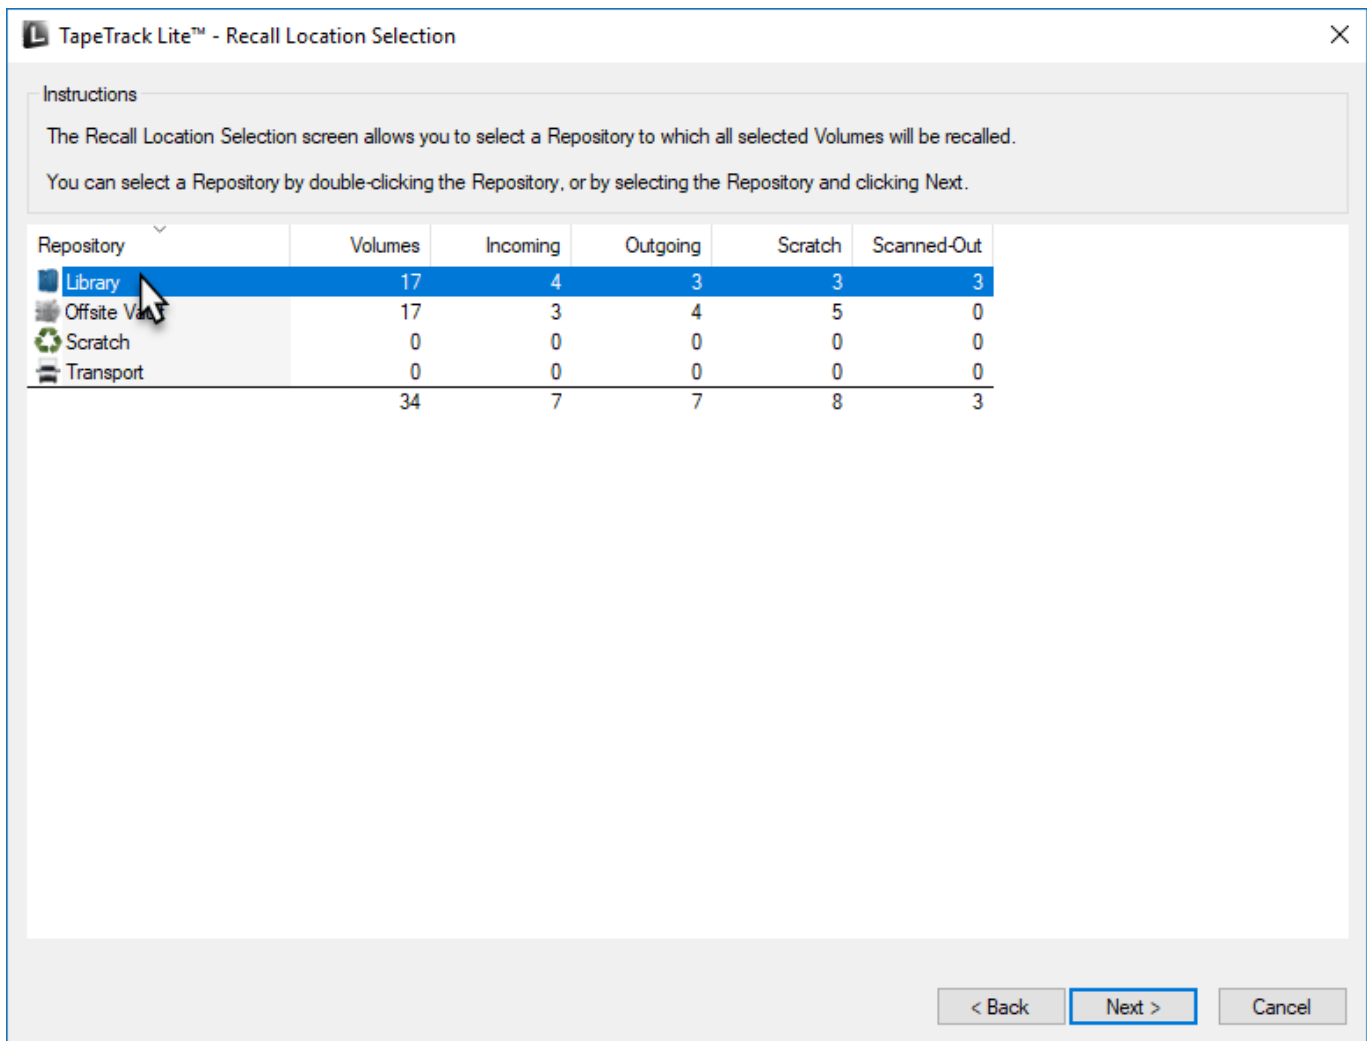 TapeTrack Lite™ - Recall Location Selection
Instructions
The Recall Location Selection screen allows you to select a Repository to which all selected Volumes will be recalled.
You can select a Repository by double-clicking the Repository, or by selecting the Repository and clicking Next.
Repository Volumes Incoming Outgoing Scratch Scanned-Out
Library 17 4 3 3 3
Offsite 17 3 4 5 0
Scratch 0 0 0 0 0
Transport 0 0 0 0 0
34 7 7 8 3
< Back Next > Cancel